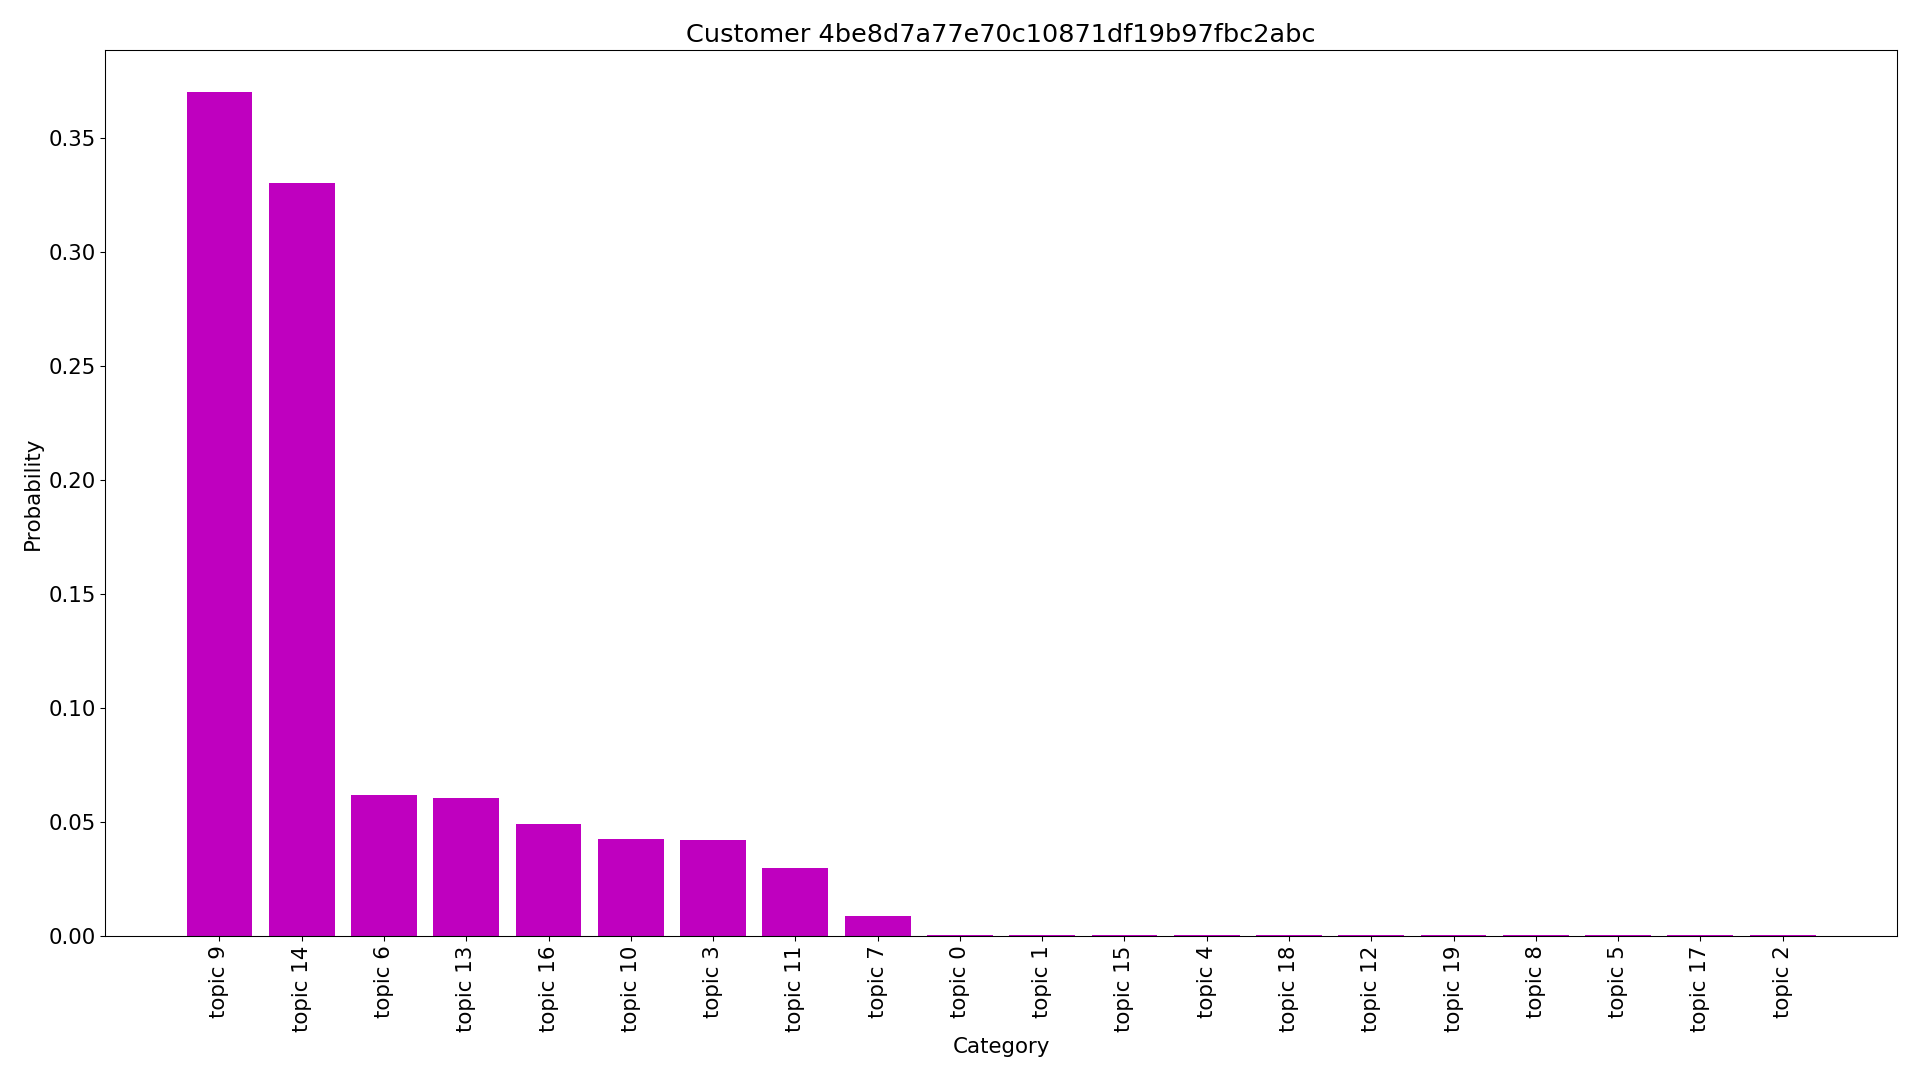 Customer 4be8d7a77e70c10871df19b97fbc2abc
Probability
0.35
0.30
0.25
0.20
0.15
0.10
0.05
0.00
topic 9
topic 14
topic 6
topic 13
topic 16
topic 10
topic 3
topic 11
topic 7
topic 0
topic 1
topic 15
topic 4
topic 18
topic 12
topic 19
topic 8
topic 5
topic 17
topic 2
Category